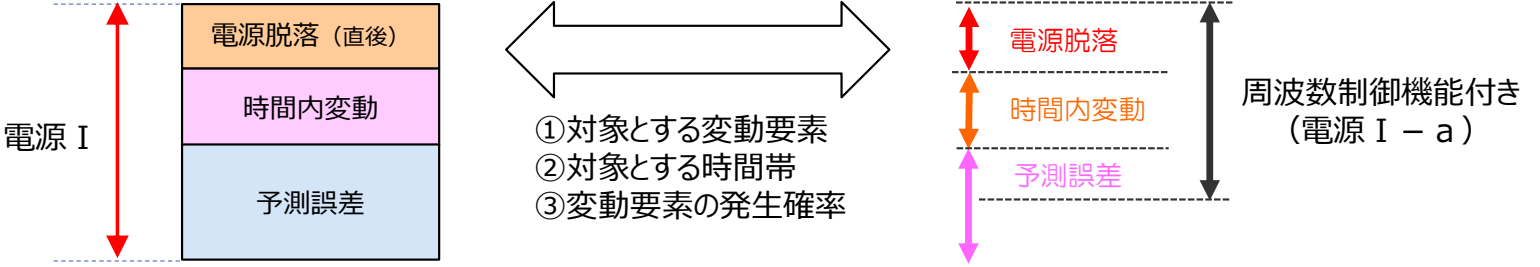 電源Ⅰ
電源脱落（直後）
時間内変動
予測誤差
①対象とする変動要素
②対象とする時間帯
③変動要素の発生確率
電源脱落
時間内変動
予測誤差
周波数制御機能付き
（電源Ⅰ－ａ）